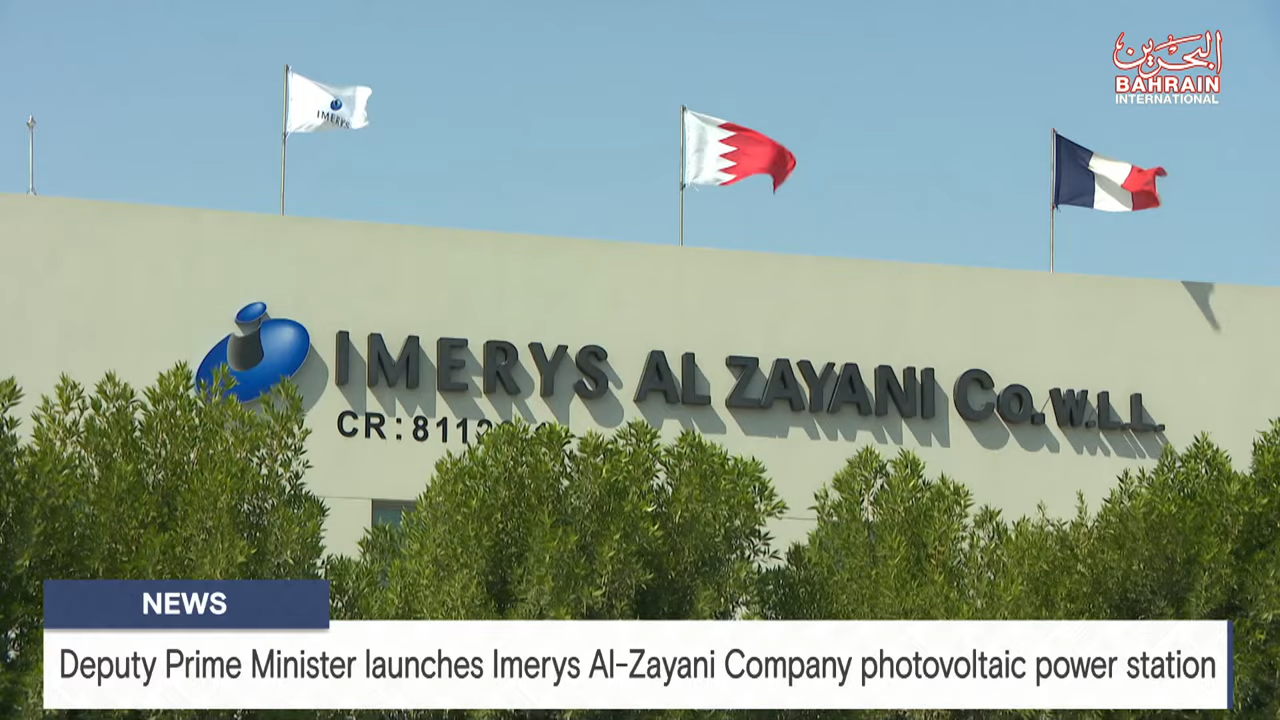 البحرين
BAHRAIN
INTERNATIONAL
IMERYS
IMERYS AL ZAYANI CO. W.L.L.
CR: 811
NEWS
Deputy Prime Minister launches Imerys Al-Zayani Company photovoltaic power station